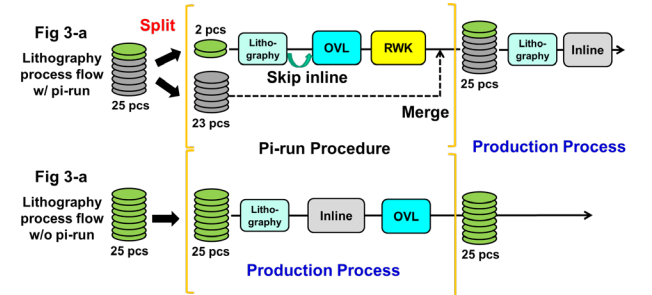 Fig 3-a
Lithography
process flow
w/ pi-run
25 pcs
Split
2 pcs
Litho-
graphy
OVL
RWK
Skip inline
23 pcs
Merge
Pi-run Procedure
25 pcs
Litho-
graphy
Inline
Production Process
Fig 3-a
Lithography
process flow
w/o pi-run
25 pcs
25 pcs
Litho-
graphy
Inline
OVL
Production Process
25 pcs